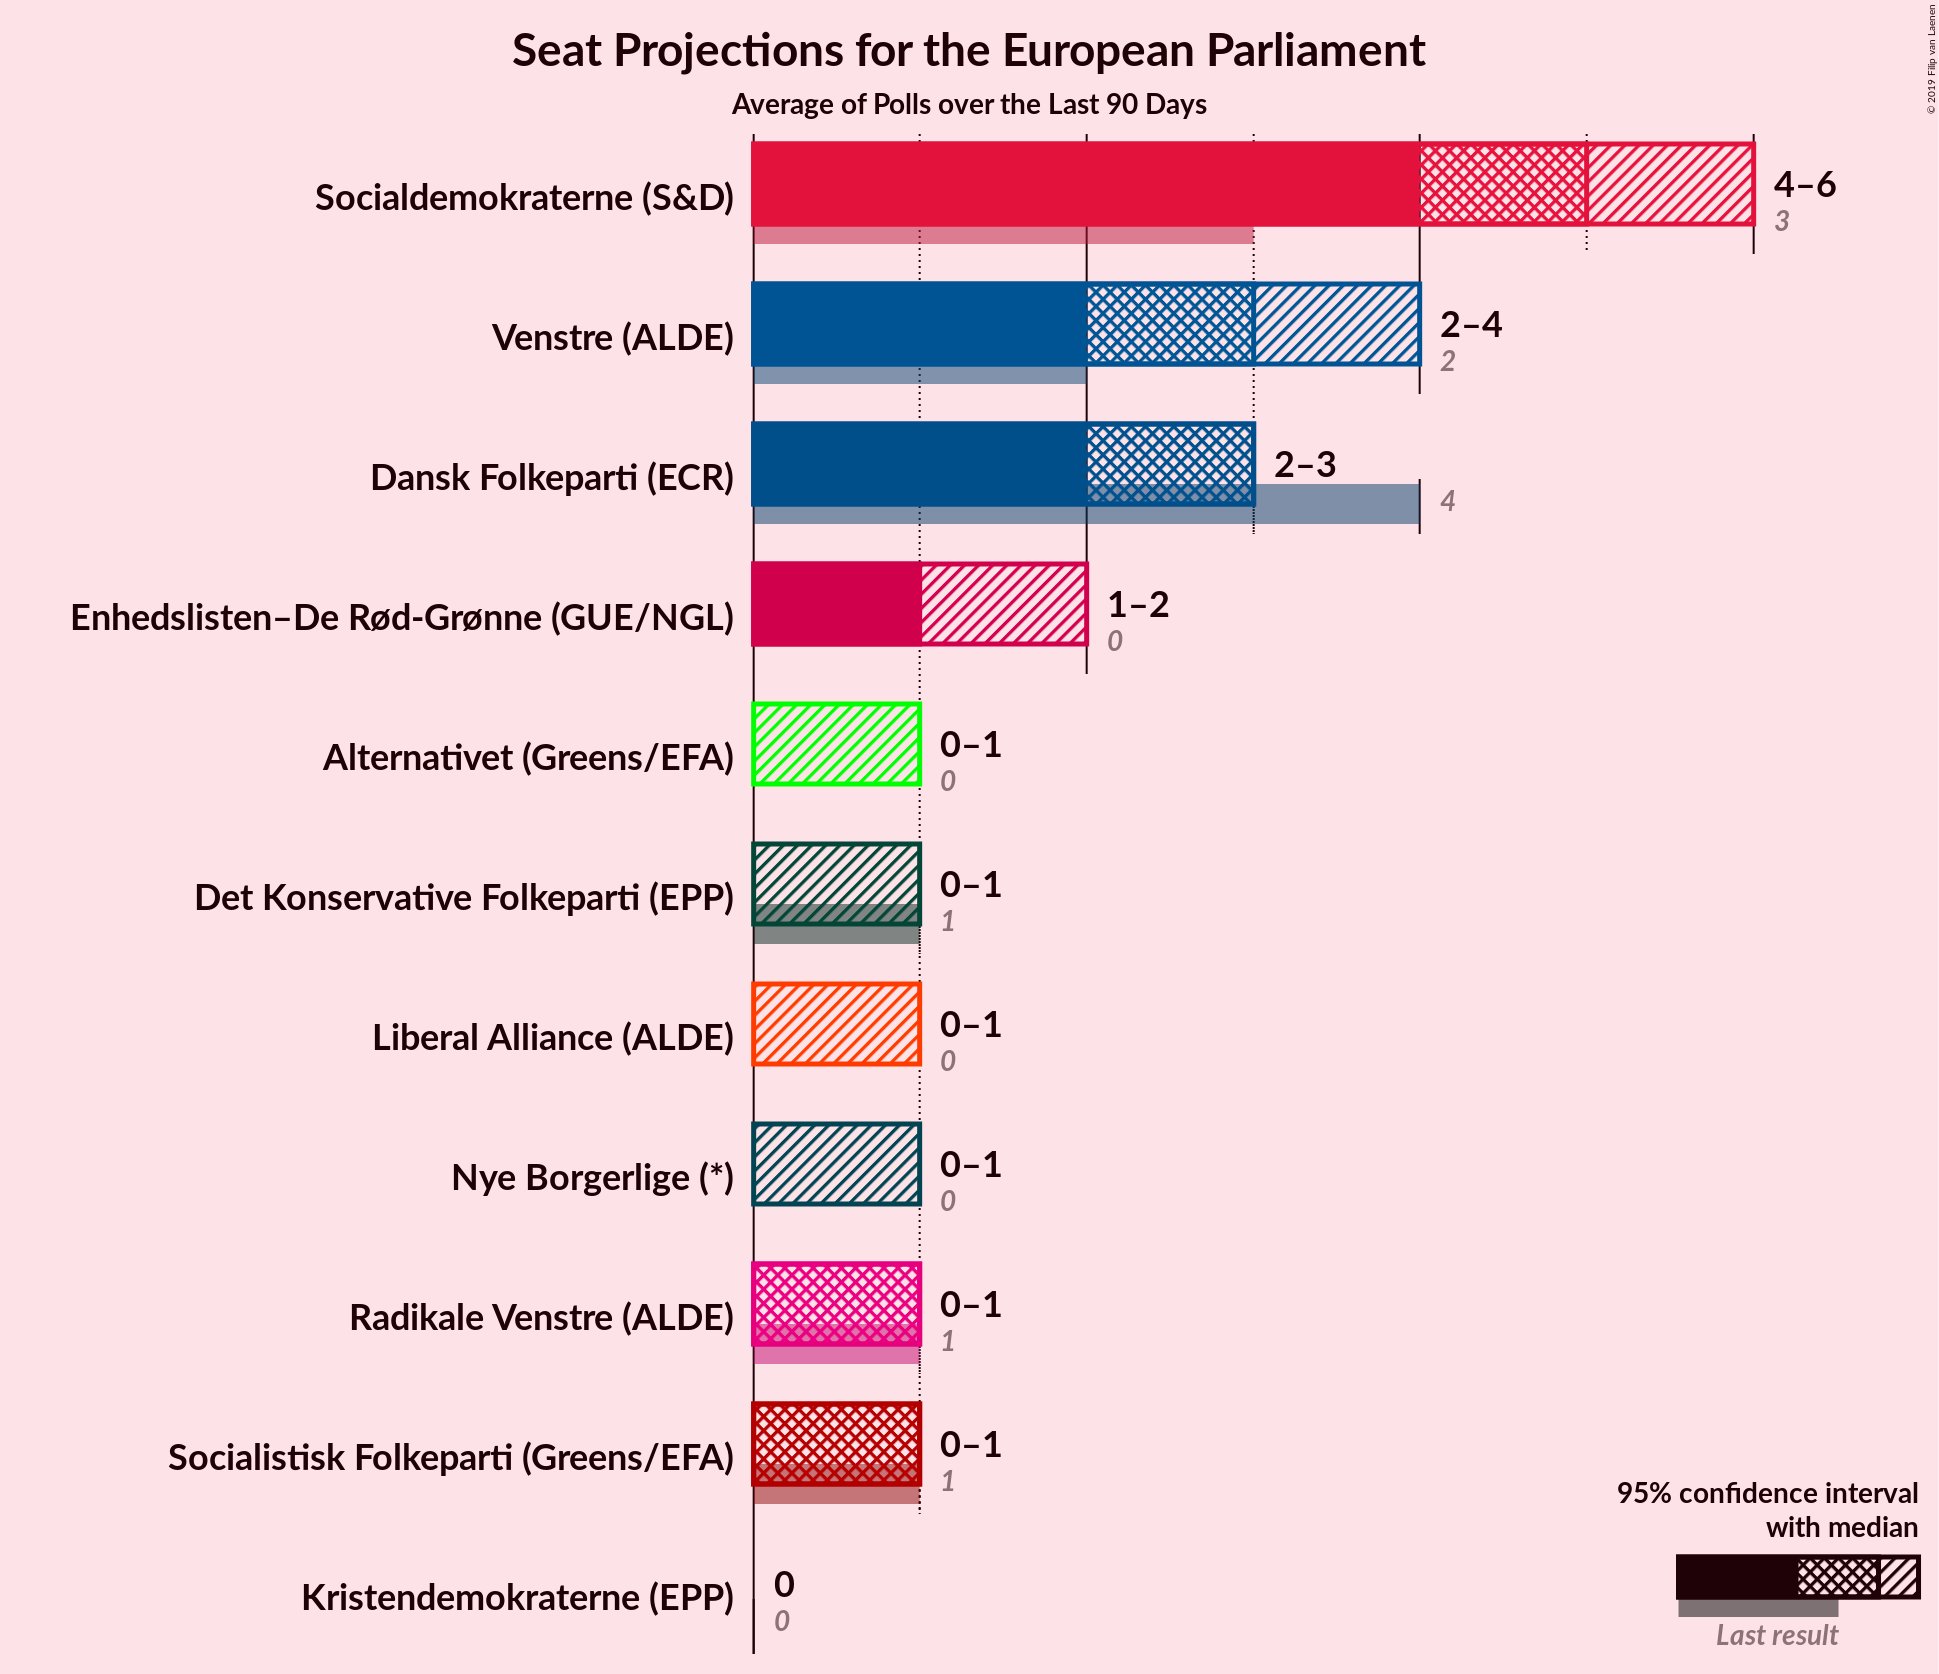 Seat Projections for the European Parliament
Average of Polls over the Last 90 Days
© 2019 Filip van Laenen
Socialdemokraterne (S&D)
4–6
3
Venstre (ALDE)
2–4
2
Dansk Folkeparti (ECR)
2–3
4
Enhedslisten–De Rød-Grønne (GUE/NGL)
1–2
0
Alternativet (Greens/EFA)
0–1
0
Det Konservative Folkeparti (EPP)
0–1
1
Liberal Alliance (ALDE)
0–1
0
Nye Borgerlige (*)
0–1
0
Radikale Venstre (ALDE)
0–1
1
Socialistisk Folkeparti (Greens/EFA)
0–1
1
Kristendemokraterne (EPP)
0
0
95% confidence interval
with median
Last result